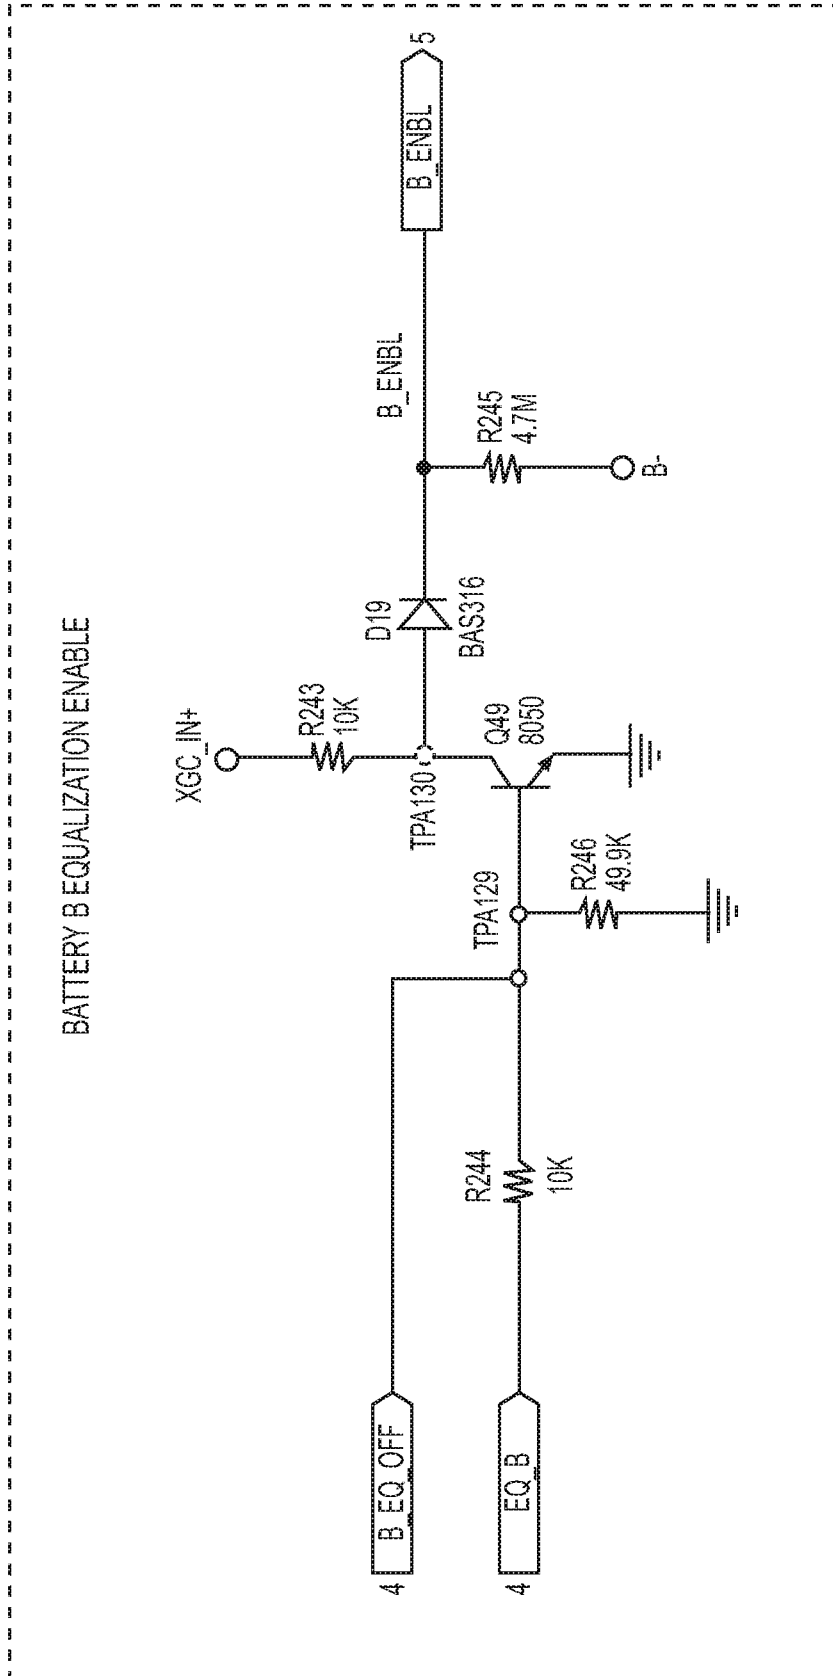 BATTERY B EQUALIZATION ENABLE
XGC_IN+
R243
10K
TPA130
D19
BAS316
B_ENBL
B_ENBL
5
R245
4.7M
B-
Q49
8050
TPA129
R246
49.9K
R244
10K
4
B_EQ_OFF
4
EQ_B